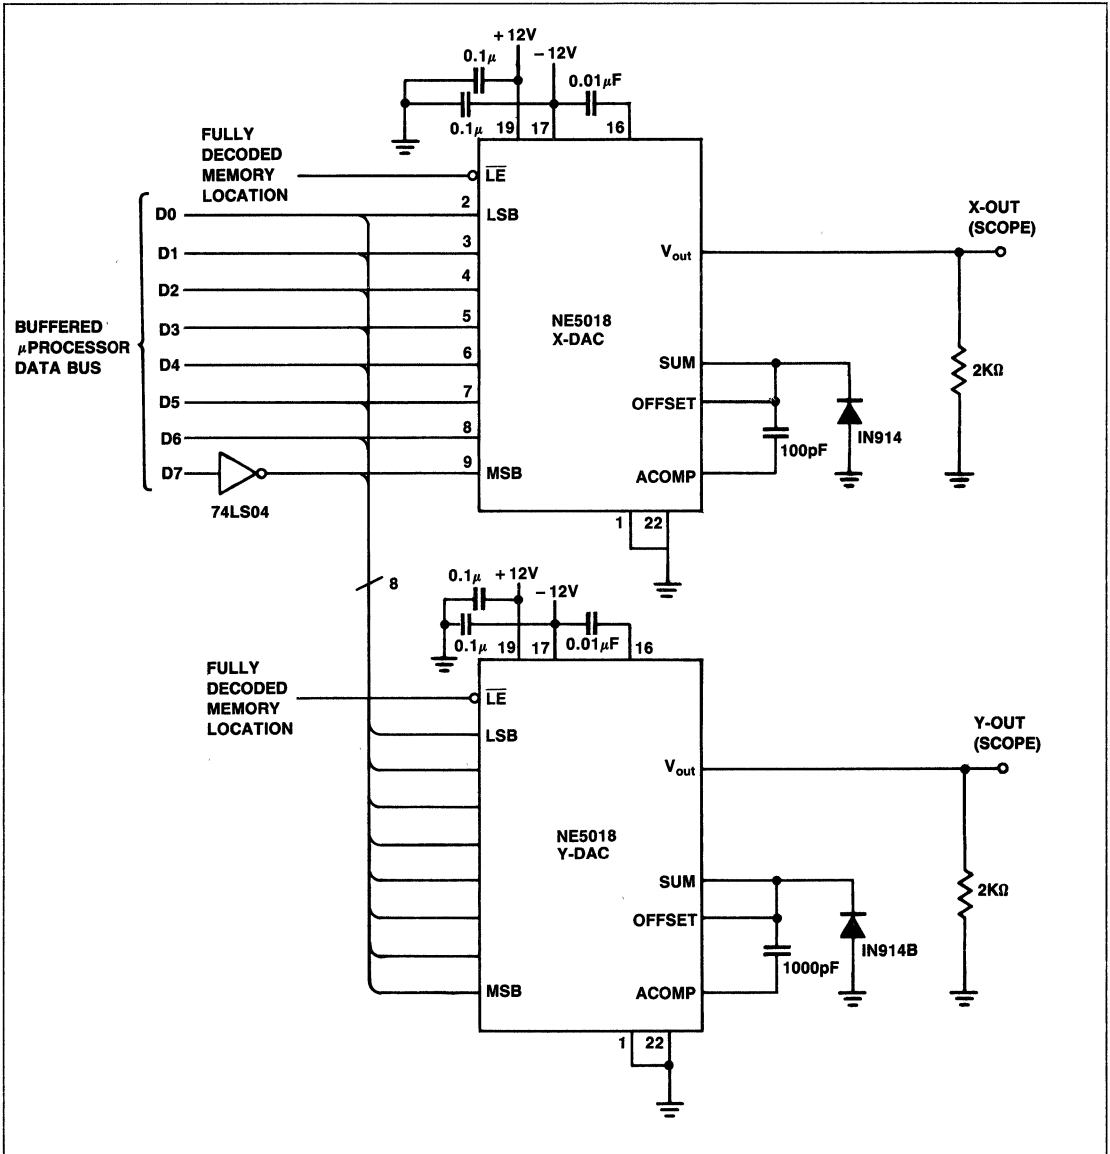 +12V
0.1μ
−12V
0.01μF
0.1μ
19
17
16
FULLY
DECODED
MEMORY
LOCATION
LE
BUFFERED
μPROCESSOR
DATA BUS
D0
2
LSB
D1
3
D2
4
D3
5
D4
6
D5
7
D6
8
D7
9
MSB
74LS04
NE5018
X-DAC
Vout
X-OUT
(SCOPE)
2KΩ
SUM
OFFSET
ACOMP
100pF
IN914
1
22
8
0.1μ
+12V
−12V
0.1μ
19
17
0.01μF
16
FULLY
DECODED
MEMORY
LOCATION
LE
LSB
MSB
NE5018
Y-DAC
Vout
Y-OUT
(SCOPE)
2KΩ
SUM
OFFSET
ACOMP
1000pF
IN914B
1
22